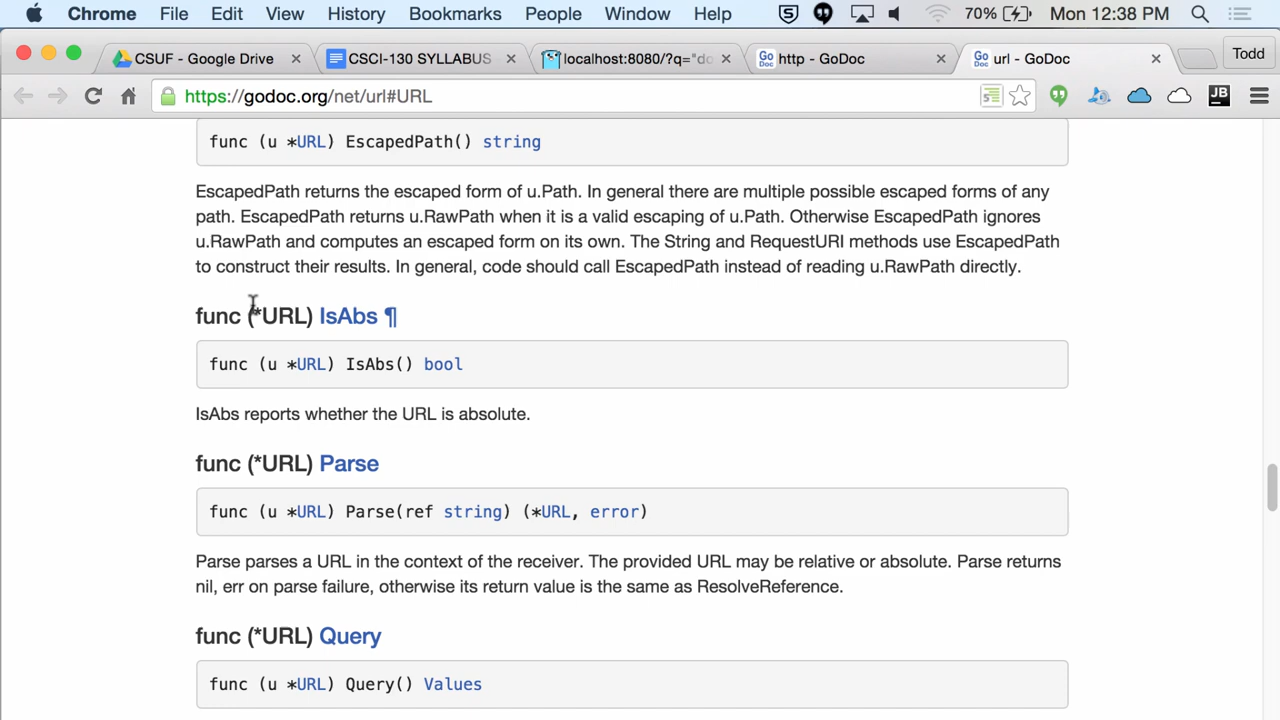 Chrome File Edit View History Bookmarks People Window Help 70% Mon 12:38 PM
CSUF - Google Drive CSCI-130 SYLLABUS localhost:8080/?q="do Go Doc http - GoDoc Go Doc url - GoDoc Todd
https://godoc.org/net/url#URL JB
func (u *URL) EscapedPath() string
EscapedPath returns the escaped form of u.Path. In general there are multiple possible escaped forms of any
path. EscapedPath returns u.RawPath when it is a valid escaping of u.Path. Otherwise EscapedPath ignores
u.RawPath and computes an escaped form on its own. The String and RequestURI methods use EscapedPath
to construct their results. In general, code should call EscapedPath instead of reading u.RawPath directly.
func (*URL) IsAbs ¶
func (u *URL) IsAbs() bool
IsAbs reports whether the URL is absolute.
func (*URL) Parse
func (u *URL) Parse(ref string) (*URL, error)
Parse parses a URL in the context of the receiver. The provided URL may be relative or absolute. Parse returns
nil, err on parse failure, otherwise its return value is the same as ResolveReference.
func (*URL) Query
func (u *URL) Query() Values